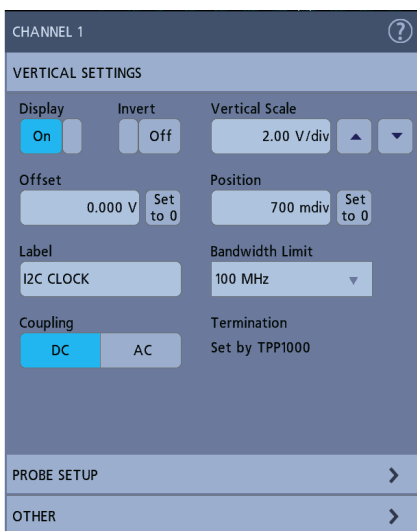 CHANNEL 1 ?
VERTICAL SETTINGS
Display Invert Vertical Scale
On Off 2.00 V/div
Offset Position
0.000 V Set to 0 700 mdiv Set to 0
Label Bandwidth Limit
I2C CLOCK 100 MHz
Coupling Termination
DC AC Set by TPP1000
PROBE SETUP
OTHER